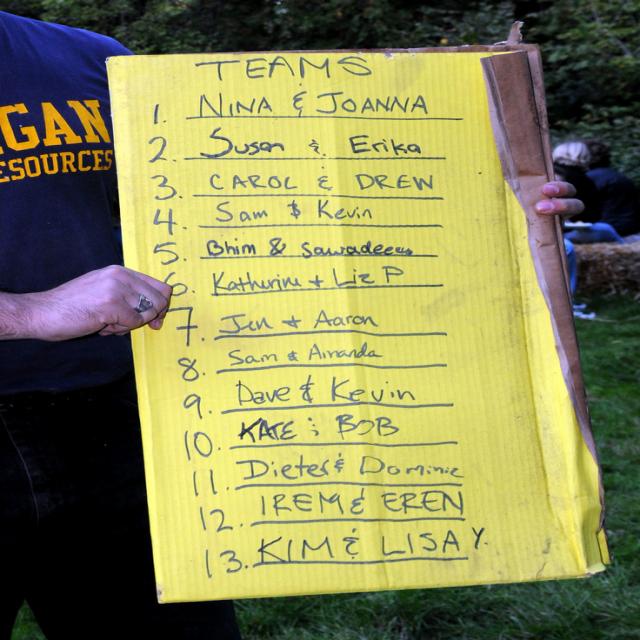 GAN
ESOURCES
TEAMS
1. NINA & JOANNA
2. Susan & Erika
3. CAROL & DREW
4. Sam & Kevin
5. Bhim &
6. Katherine + Liz P
7. Jen + Aaron
8. Sam & Amanda
9. Dave & Kevin
10. KATE & BOB
11. Dieter & Dominic
12. IREM & EREN
13. KIM & LISA Y.